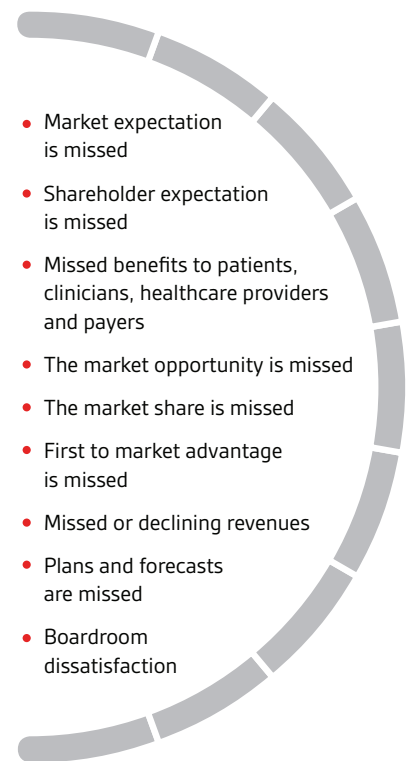 • Market expectation
is missed
• Shareholder expectation
is missed
• Missed benefits to patients,
clinicians, healthcare providers
and payers
• The market opportunity is missed
• The market share is missed
• First to market advantage
is missed
• Missed or declining revenues
• Plans and forecasts
are missed
• Boardroom
dissatisfaction